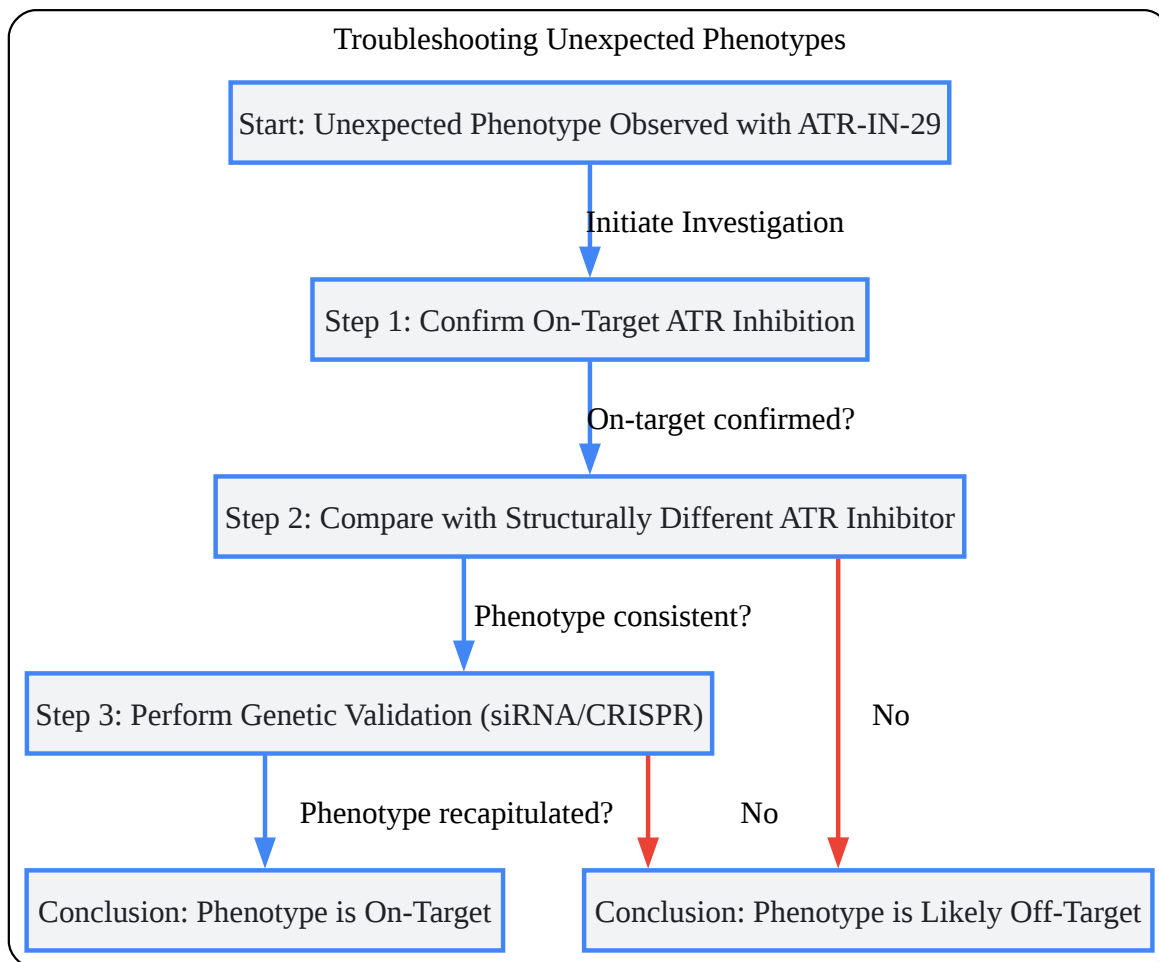 Troubleshooting Unexpected Phenotypes
Start: Unexpected Phenotype Observed with ATR-IN-29
Initiate Investigation
Step 1: Confirm On-Target ATR Inhibition
On-target confirmed?
Step 2: Compare with Structurally Different ATR Inhibitor
Phenotype consistent?
Step 3: Perform Genetic Validation (siRNA/CRISPR)
No
Phenotype recapitulated?
No
Conclusion: Phenotype is On-Target
Conclusion: Phenotype is Likely Off-Target